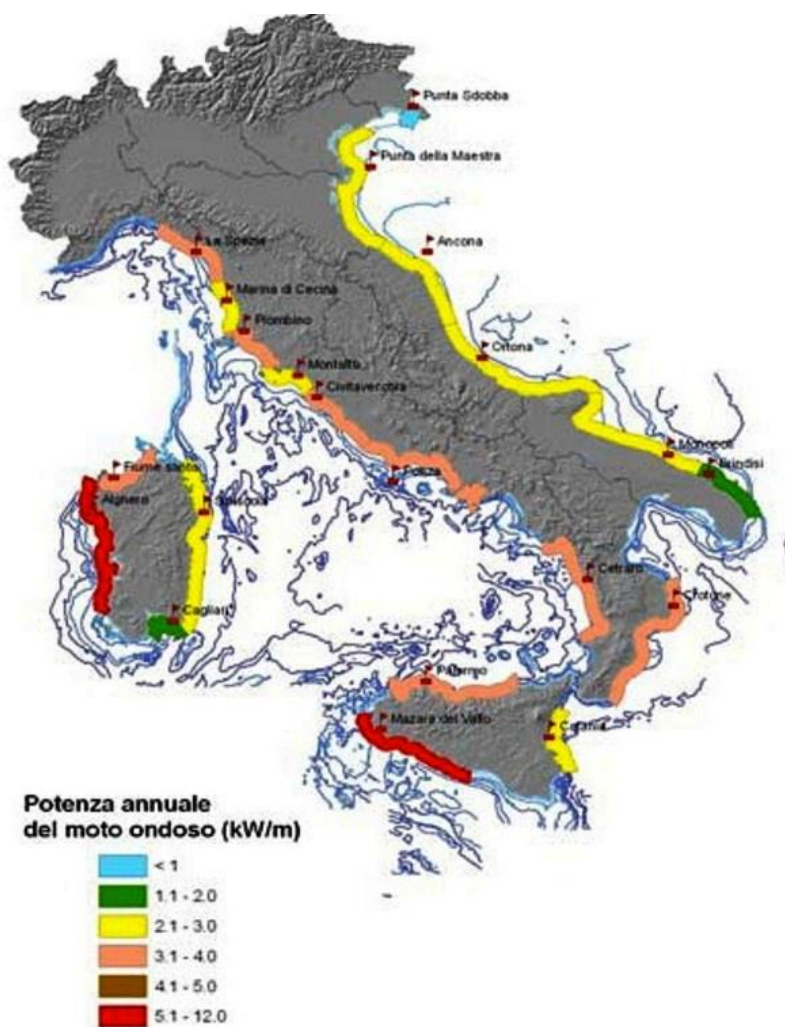 Punta Sdobba
Punta della Maestra
La Spezia
Ancona
Marina di Cecina
Piombino
Ortona
Montalto
Civitavecchia
Monopoli
Brindisi
Fiume santo
Ponza
Alghero
Cetraro
Crotone
Cagliari
Palermo
Mazara del Vallo
Catania
Potenza annuale
del moto ondoso (kW/m)
< 1
1.1 - 2.0
2.1 - 3.0
3.1 - 4.0
4.1 - 5.0
5.1 - 12.0